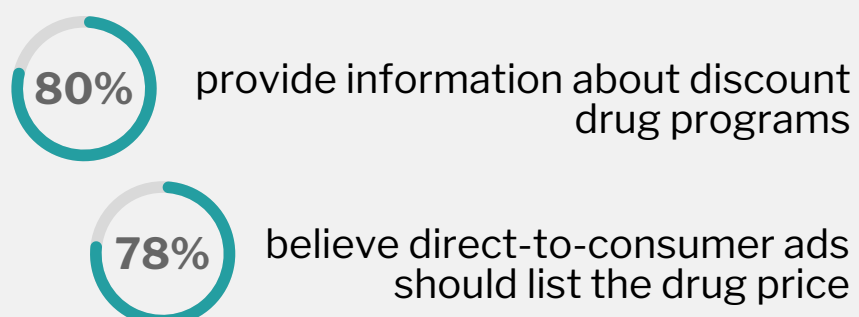 80%
provide information about discount
drug programs
78%
believe direct-to-consumer ads
should list the drug price